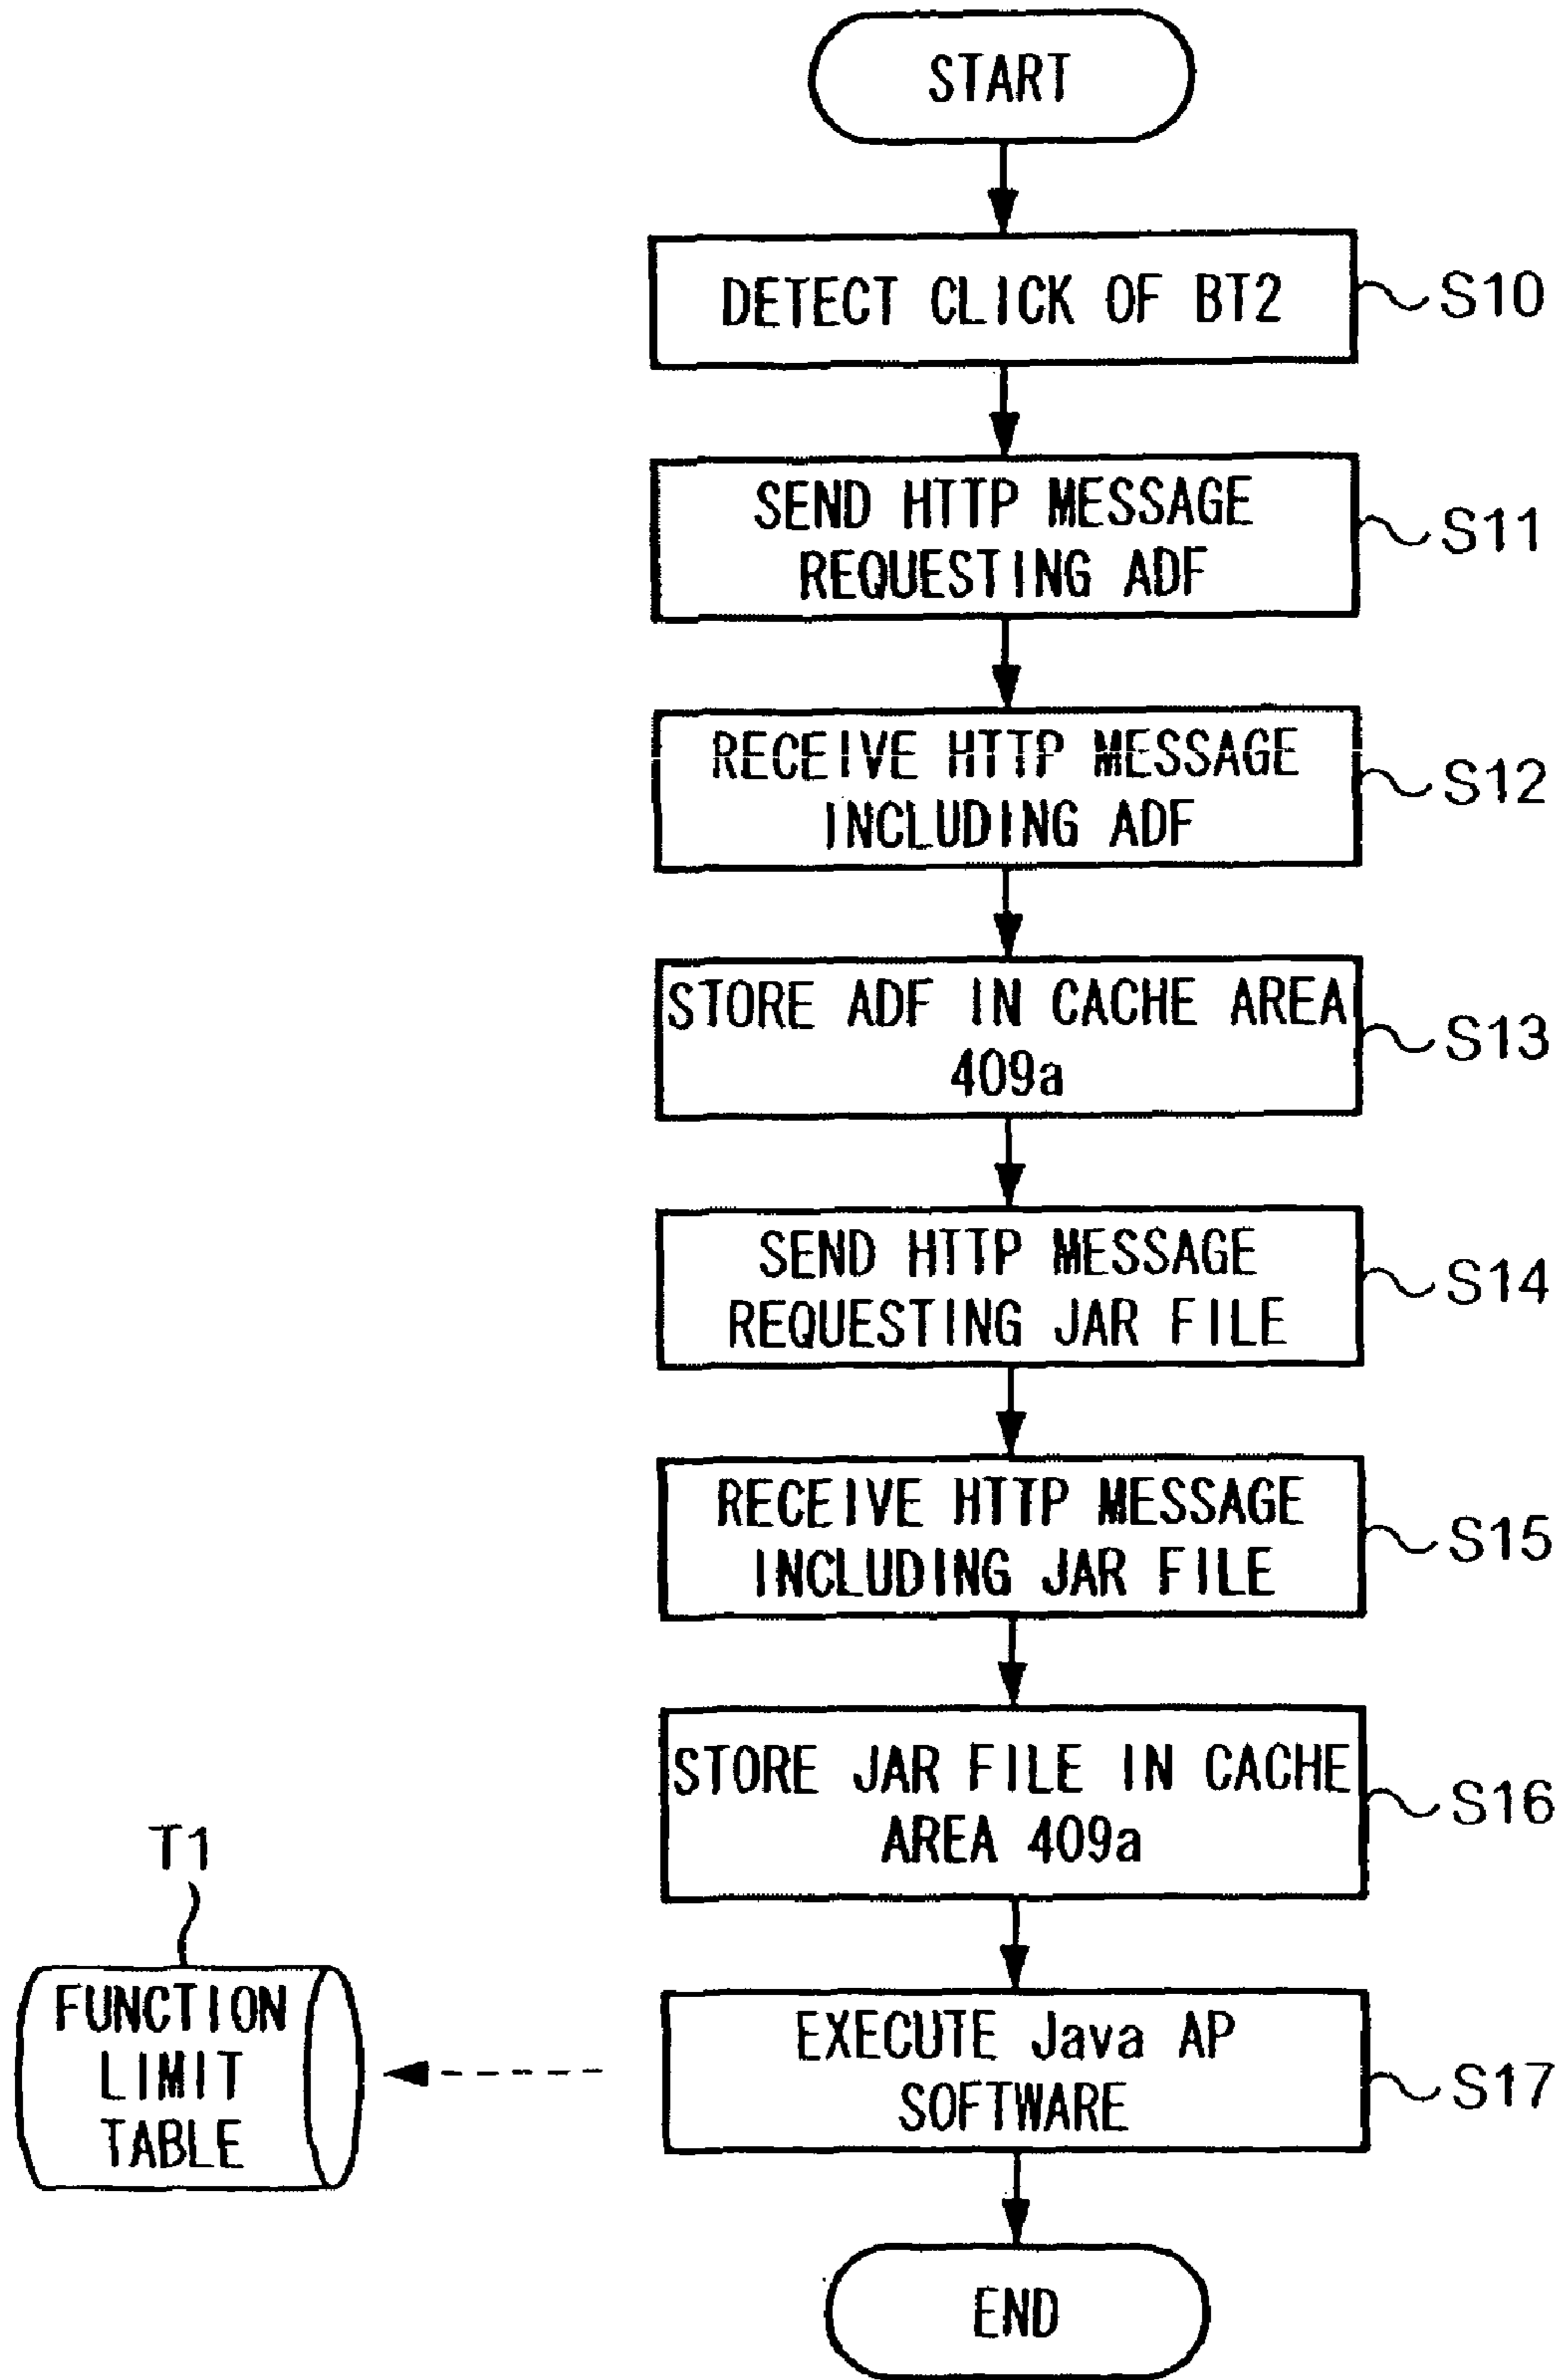 START
DETECT CLICK OF BT2
S10
SEND HTTP MESSAGE
REQUESTING ADF
S11
RECEIVE HTTP MESSAGE
INCLUDING ADF
S12
STORE ADF IN CACHE AREA
409a
S13
SEND HTTP MESSAGE
REQUESTING JAR FILE
S14
RECEIVE HTTP MESSAGE
INCLUDING JAR FILE
S15
STORE JAR FILE IN CACHE
AREA 409a
S16
T1
FUNCTION
LIMIT
TABLE
EXECUTE Java AP
SOFTWARE
S17
END